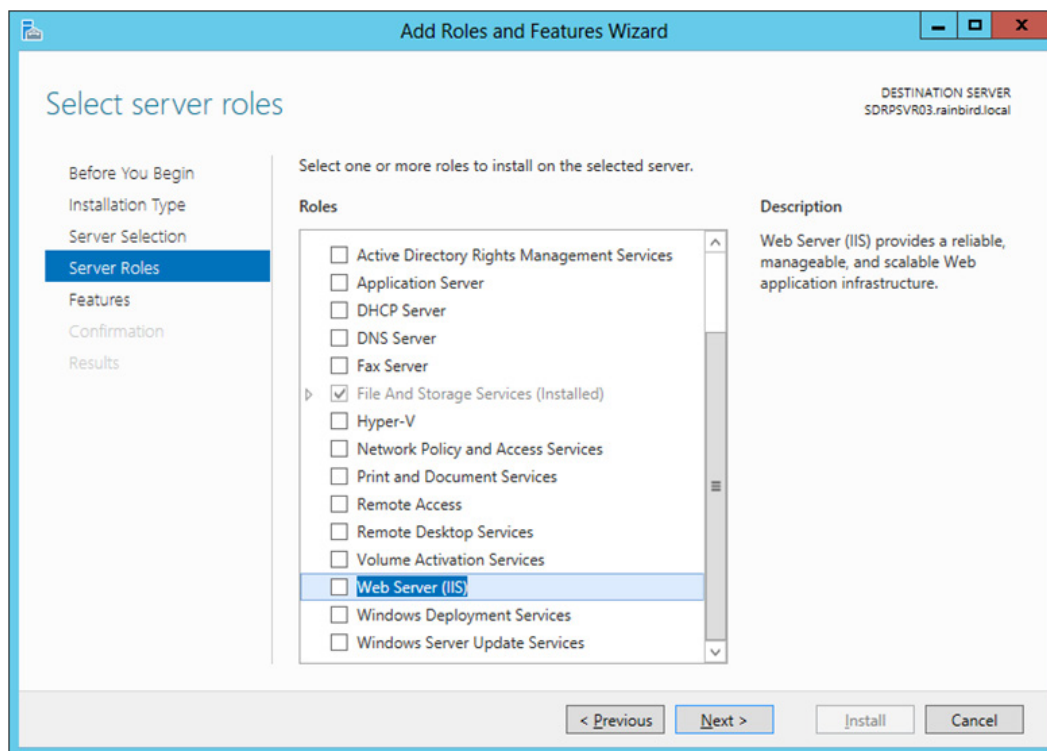 Add Roles and Features Wizard
Select server roles
DESTINATION SERVER
SDRPSVR03.rainbird.local
Before You Begin
Installation Type
Server Selection
Server Roles
Features
Confirmation
Results
Select one or more roles to install on the selected server.
Roles
Active Directory Rights Management Services
Application Server
DHCP Server
DNS Server
Fax Server
File And Storage Services (Installed)
Hyper-V
Network Policy and Access Services
Print and Document Services
Remote Access
Remote Desktop Services
Volume Activation Services
Web Server (IIS)
Windows Deployment Services
Windows Server Update Services
Description
Web Server (IIS) provides a reliable,
manageable, and scalable Web
application infrastructure.
< Previous
Next >
Install
Cancel